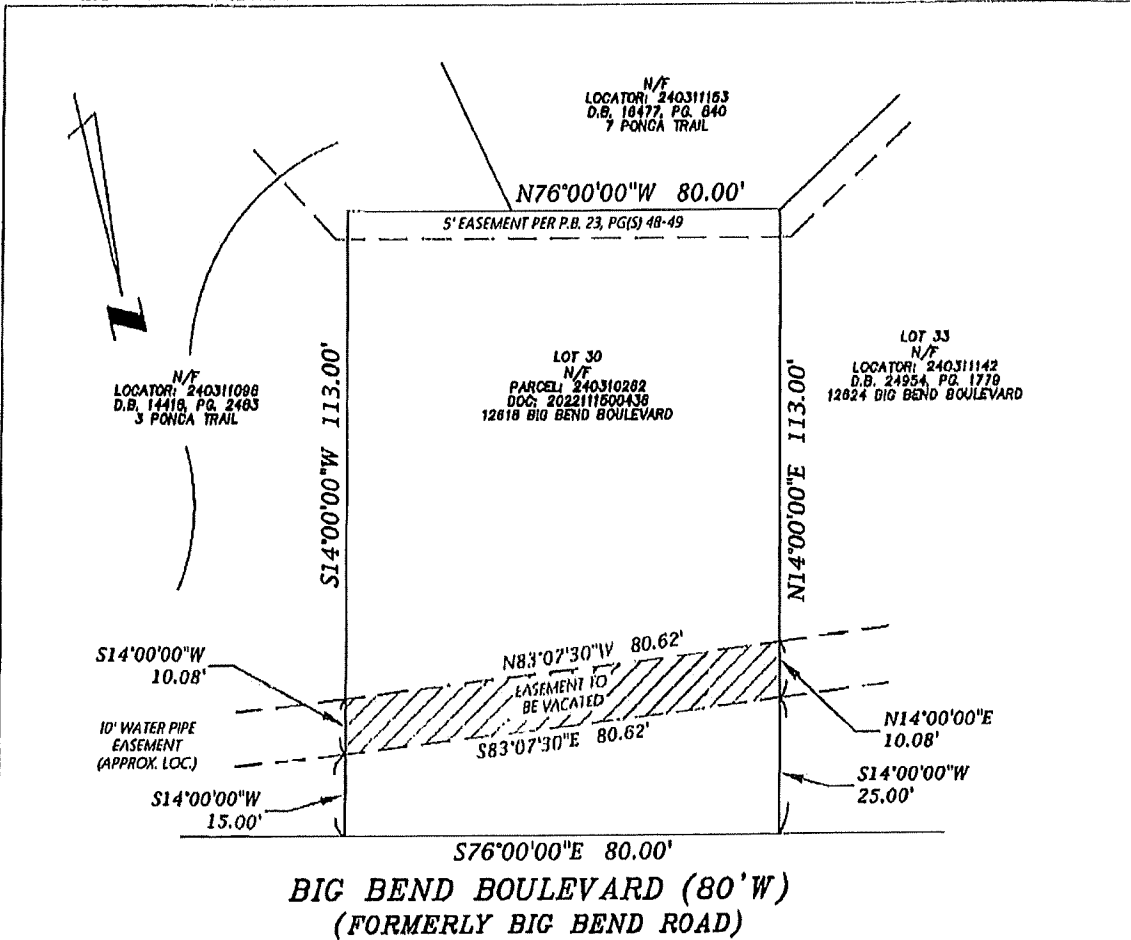 N/F
LOCATOR: 240311153
D.B. 16477, PG. 640
7 PONCA TRAIL
N76°00'00"W 80.00'
5' EASEMENT PER P.B. 23, PG(S) 48-49
S14°00'00"W 113.00'
LOT 30
N/F
PARCEL: 240310262
DOC: 2022111600436
12618 BIG BEND BOULEVARD
N14°00'00"E 113.00'
LOT 33
N/F
LOCATOR: 240311142
D.B. 24954, PG. 1779
12624 BIG BEND BOULEVARD
N/F
LOCATOR: 240311098
D.B. 14416, PG. 2463
3 PONCA TRAIL
S14°00'00"W
10.08'
N83°07'30"W 80.62'
EASEMENT TO
BE VACATED
S83°07'30"E 80.62'
10' WATER PIPE
EASEMENT
(APPROX. LOC.)
N14°00'00"E
10.08'
S14°00'00"W
15.00'
S14°00'00"W
25.00'
S76°00'00"E 80.00'
BIG BEND BOULEVARD (80'W)
(FORMERLY BIG BEND ROAD)